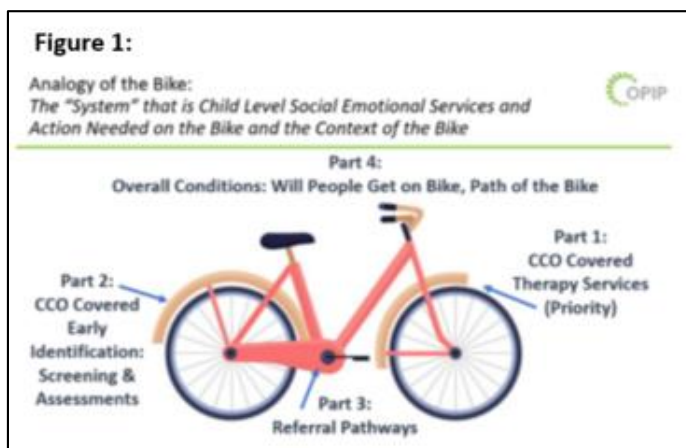 Figure 1:
Analogy of the Bike:
The "System" that is Child Level Social Emotional Services and
Action Needed on the Bike and the Context of the Bike
OPIP
Part 4:
Overall Conditions: Will People Get on Bike, Path of the Bike
Part 1:
CCO Covered
Therapy Services
(Priority)
Part 2:
CCO Covered
Early
Identification:
Screening &
Assessments
Part 3:
Referral Pathways